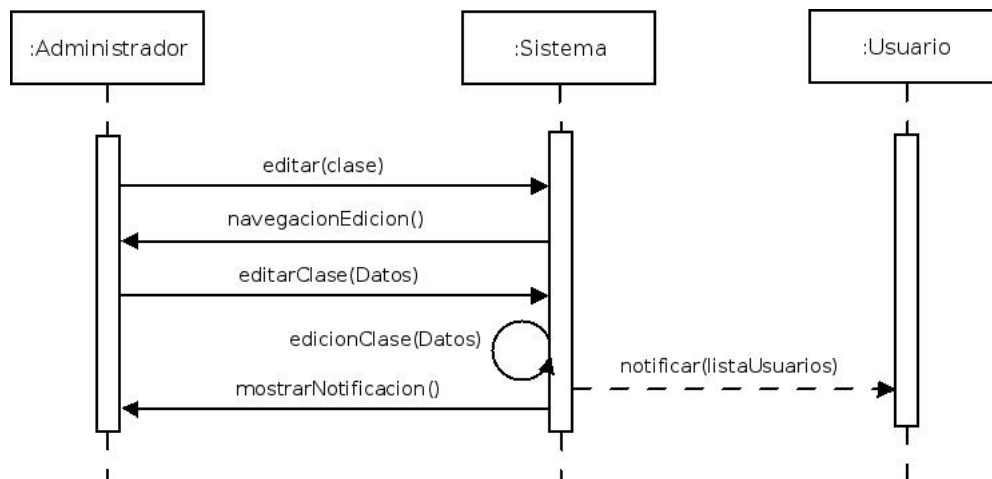 :Administrador
:Sistema
:Usuario
editar(clase)
navegacionEdicion()
editarClase(Datos)
edicionClase(Datos)
notificar(listaUsuarios)
mostrarNotificacion()